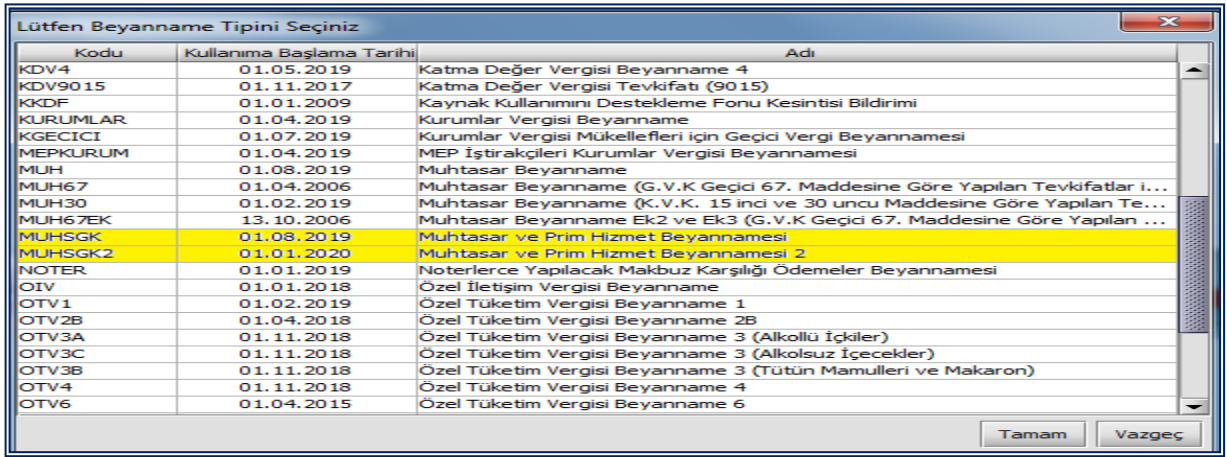 Lütfen Beyanname Tipini Seçiniz
Kodu Kullanıma Başlama Tarihi Adı
KDV4 01.05.2019 Katma Değer Vergisi Beyanname 4
KDV9015 01.11.2017 Katma Değer Vergisi Tevkifatı (9015)
KKDF 01.01.2009 Kaynak Kullanımını Destekleme Fonu Kesintisi Bildirimi
KURUMLAR 01.04.2019 Kurumlar Vergisi Beyanname
KGECICI 01.07.2019 Kurumlar Vergisi Mükellefleri için Geçici Vergi Beyannamesi
MEPKURUM 01.04.2019 MEP İştirakçileri Kurumlar Vergisi Beyannamesi
MUH 01.08.2019 Muhtasar Beyanname
MUH67 01.04.2006 Muhtasar Beyanname (G.V.K Geçici 67. Maddesine Göre Yapılan Tevkifatlar i...
MUH30 01.02.2019 Muhtasar Beyanname (K.V.K. 15 inci ve 30 uncu Maddesine Göre Yapılan Te...
MUH67EK 13.10.2006 Muhtasar Beyanname Ek2 ve Ek3 (G.V.K Geçici 67. Maddesine Göre Yapılan ...
MUHSGK 01.08.2019 Muhtasar ve Prim Hizmet Beyannamesi
MUHSGK2 01.01.2020 Muhtasar ve Prim Hizmet Beyannamesi 2
NOTER 01.01.2019 Noterlerce Yapılacak Makbuz Karşılığı Ödemeler Beyannamesi
OIV 01.01.2018 Özel İletişim Vergisi Beyanname
OTV1 01.02.2019 Özel Tüketim Vergisi Beyanname 1
OTV2B 01.04.2018 Özel Tüketim Vergisi Beyanname 2B
OTV3A 01.11.2018 Özel Tüketim Vergisi Beyanname 3 (Alkollü İçkiler)
OTV3C 01.11.2018 Özel Tüketim Vergisi Beyanname 3 (Alkolsuz İçecekler)
OTV3B 01.11.2018 Özel Tüketim Vergisi Beyanname 3 (Tütün Mamulleri ve Makaron)
OTV4 01.11.2018 Özel Tüketim Vergisi Beyanname 4
OTV6 01.04.2015 Özel Tüketim Vergisi Beyanname 6
Tamam Vazgeç